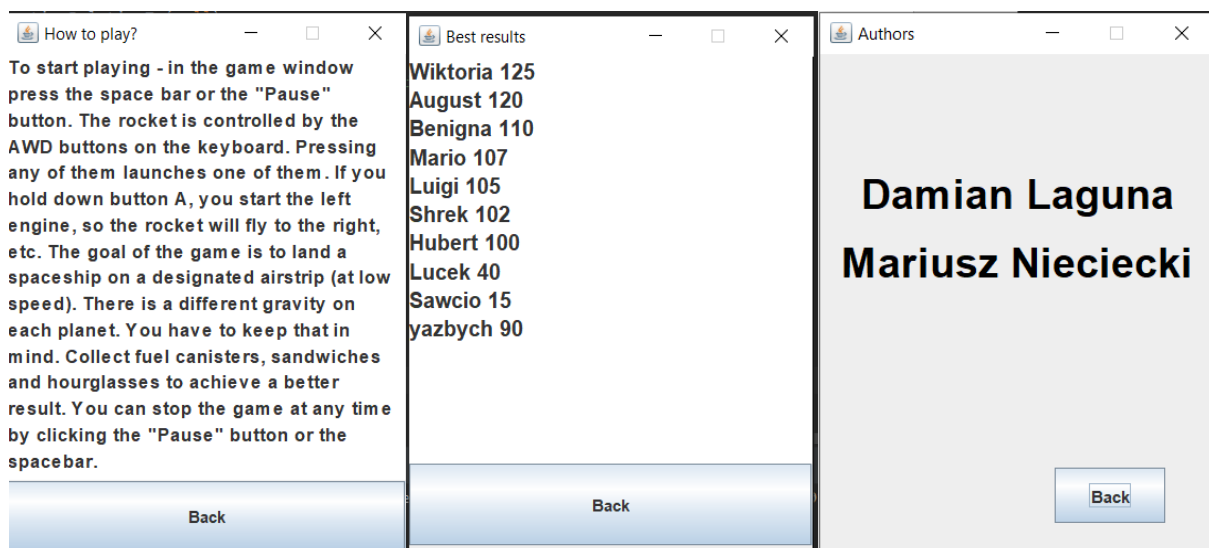 How to play?
To start playing - in the game window
press the space bar or the "Pause"
button. The rocket is controlled by the
AWD buttons on the keyboard. Pressing
any of them launches one of them. If you
hold down button A, you start the left
engine, so the rocket will fly to the right,
etc. The goal of the game is to land a
spaceship on a designated airstrip (at low
speed). There is a different gravity on
each planet. You have to keep that in
mind. Collect fuel canisters, sandwiches
and hourglasses to achieve a better
result. You can stop the game at any time
by clicking the "Pause" button or the
spacebar.
Back
Best results
Wiktoria 125
August 120
Benigna 110
Mario 107
Luigi 105
Shrek 102
Hubert 100
Lucek 40
Sawcio 15
yazbych 90
Back
Authors
Damian Laguna
Mariusz Nieciecki
Back